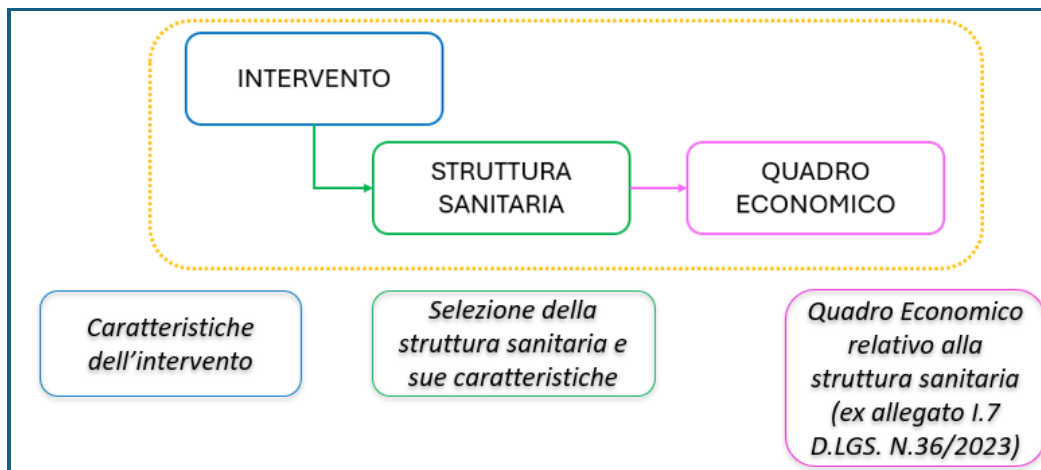 INTERVENTO
STRUTTURA
SANITARIA
QUADRO
ECONOMICO
Caratteristiche
dell’intervento
Selezione della
struttura sanitaria e
sue caratteristiche
Quadro Economico
relativo alla
struttura sanitaria
(ex allegato I.7
D.LGS. N.36/2023)